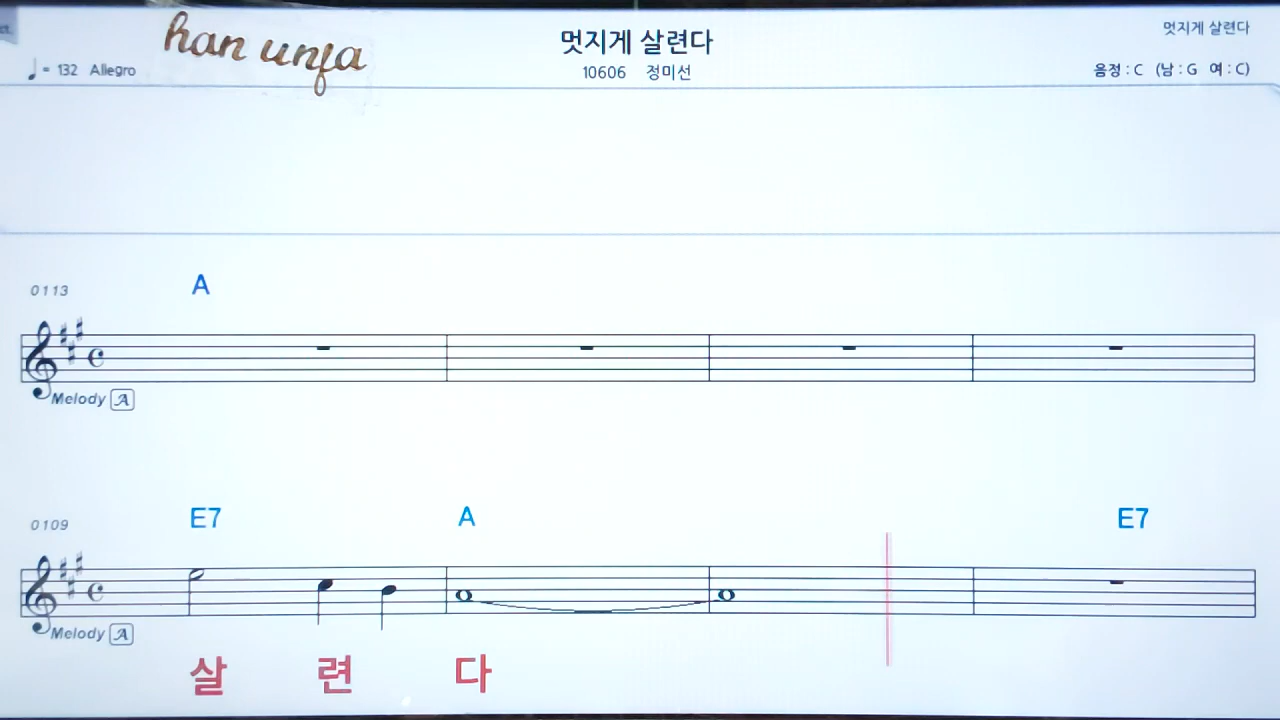 han unja
멋지게 살련다
멋지게 살련다
♩= 132 Allegro
10606 정미선
음정 : C (남 : G 여 : C)
0113
A
Melody A
0109
E7 A E7
Melody A
살 련 다